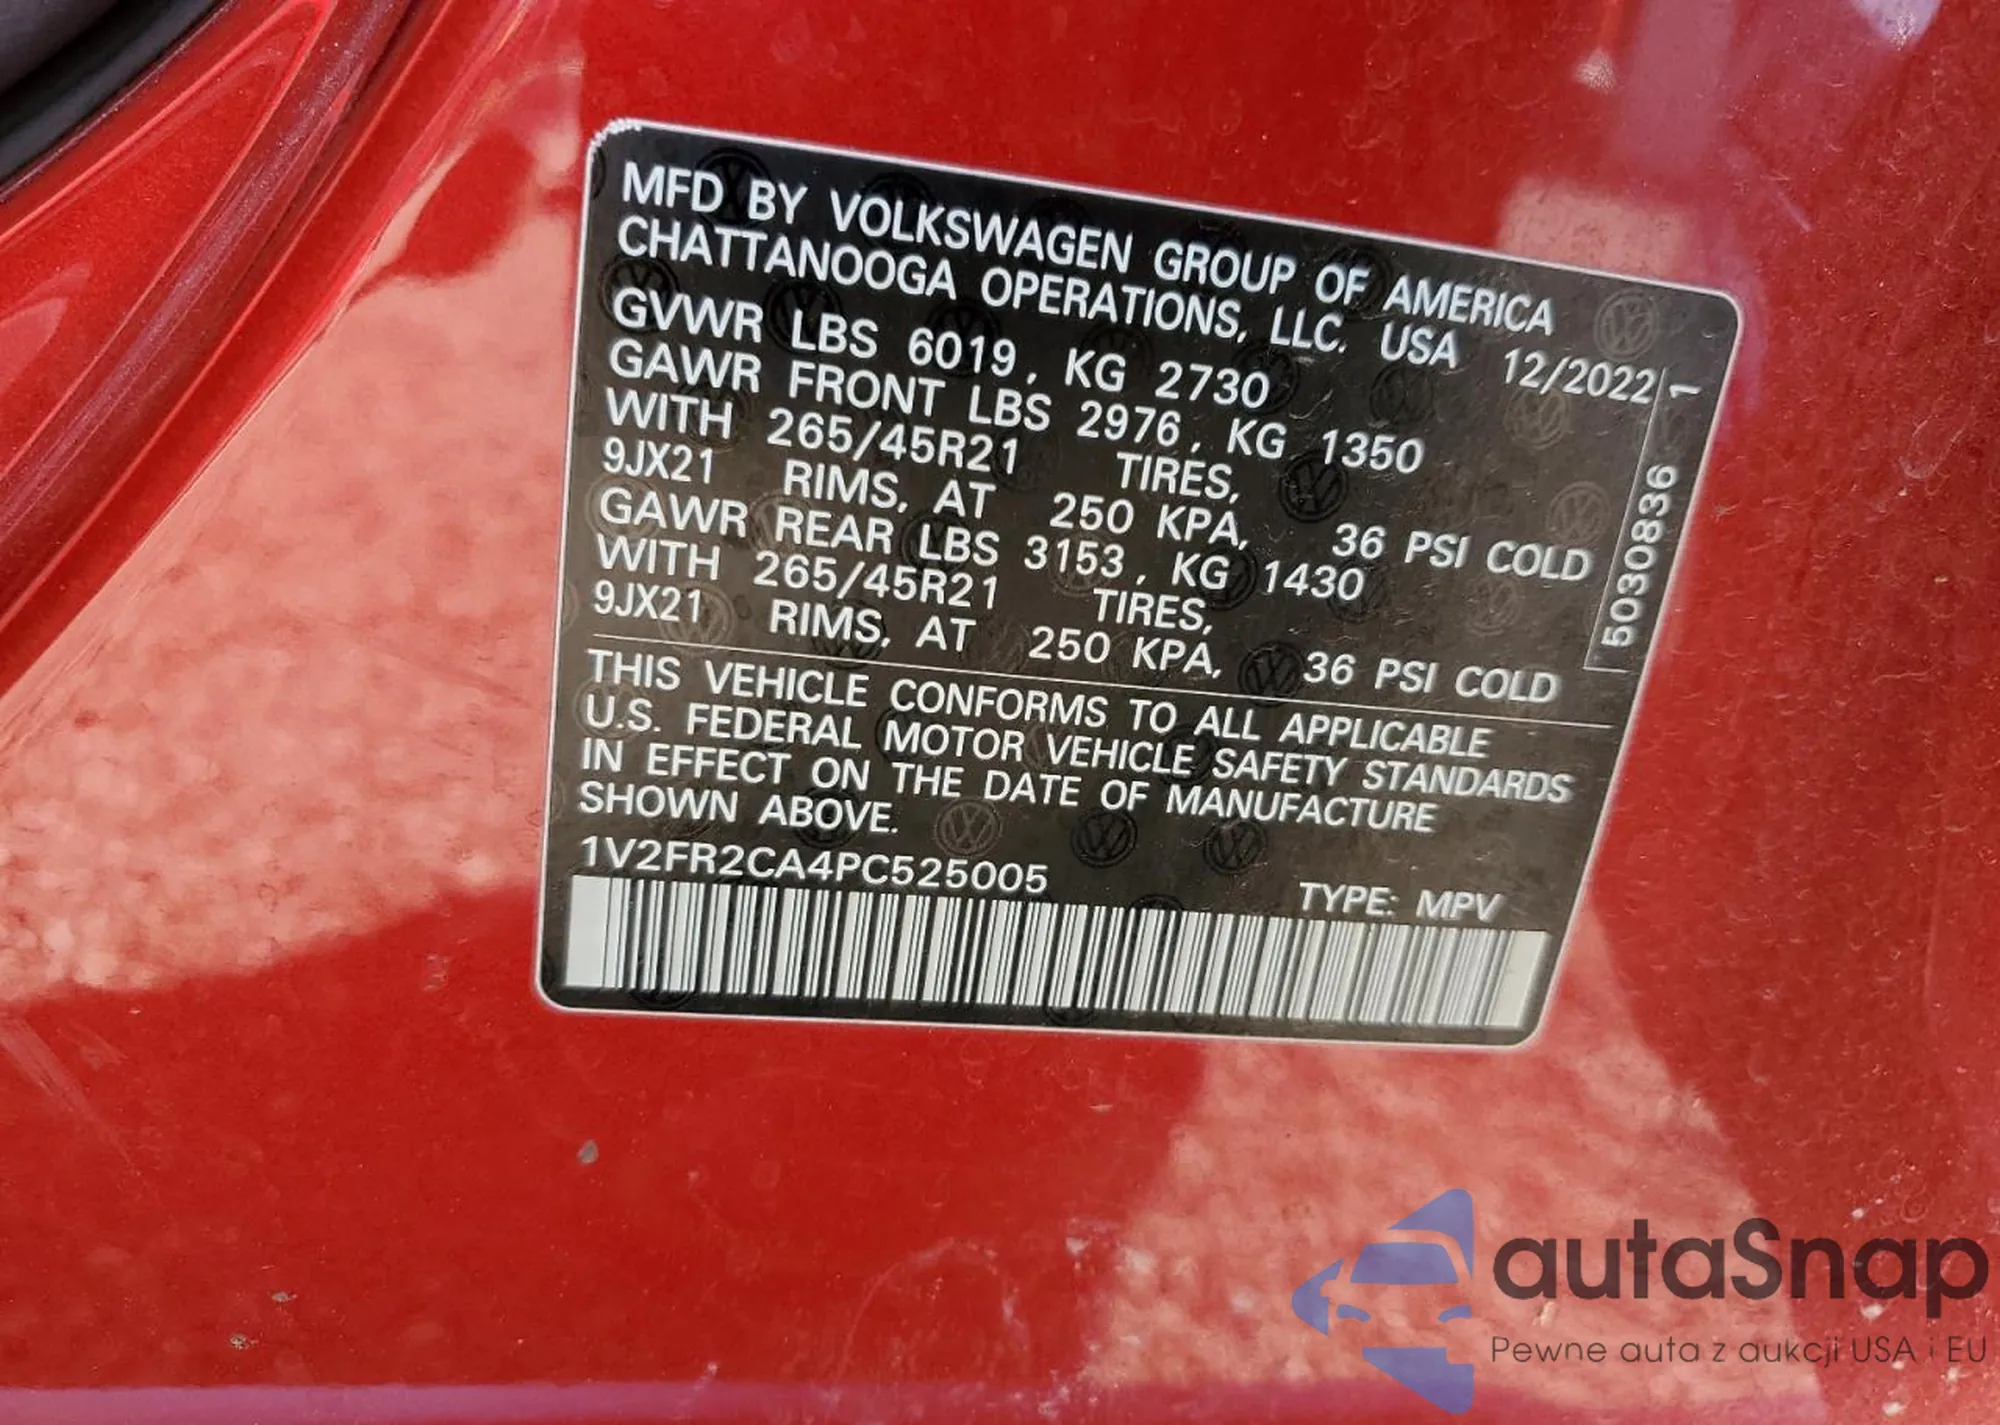 MFD BY VOLKSWAGEN GROUP OF AMERICA
CHATTANOOGA OPERATIONS, LLC. USA 12/2022
GVWR LBS 6019, KG 2730
GAWR FRONT LBS 2976, KG 1350
WITH 265/45R21 TIRES,
9JX21 RIMS, AT 250 KPA, 36 PSI COLD
GAWR REAR LBS 3153, KG 1430
WITH 265/45R21 TIRES,
9JX21 RIMS, AT 250 KPA, 36 PSI COLD
5030836 1
THIS VEHICLE CONFORMS TO ALL APPLICABLE
U.S. FEDERAL MOTOR VEHICLE SAFETY STANDARDS
IN EFFECT ON THE DATE OF MANUFACTURE
SHOWN ABOVE.
1V2FR2CA4PC525005 TYPE: MPV
autaSnap
Pewne auta z aukcji USA i EU